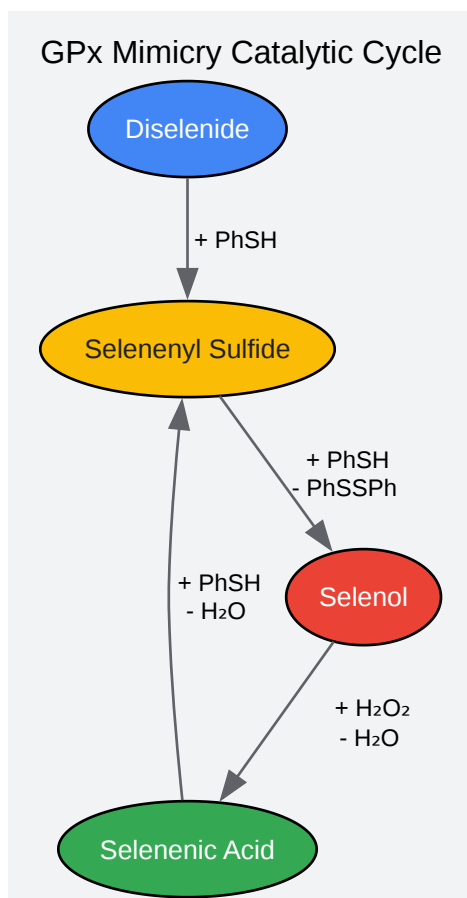 GPx Mimicry Catalytic Cycle
Diselenide
+ PhSH
Selenenyl Sulfide
+ PhSH
- PhSSPh
+ PhSH
- H₂O
Selenol
+ H₂O₂
- H₂O
Selenenic Acid